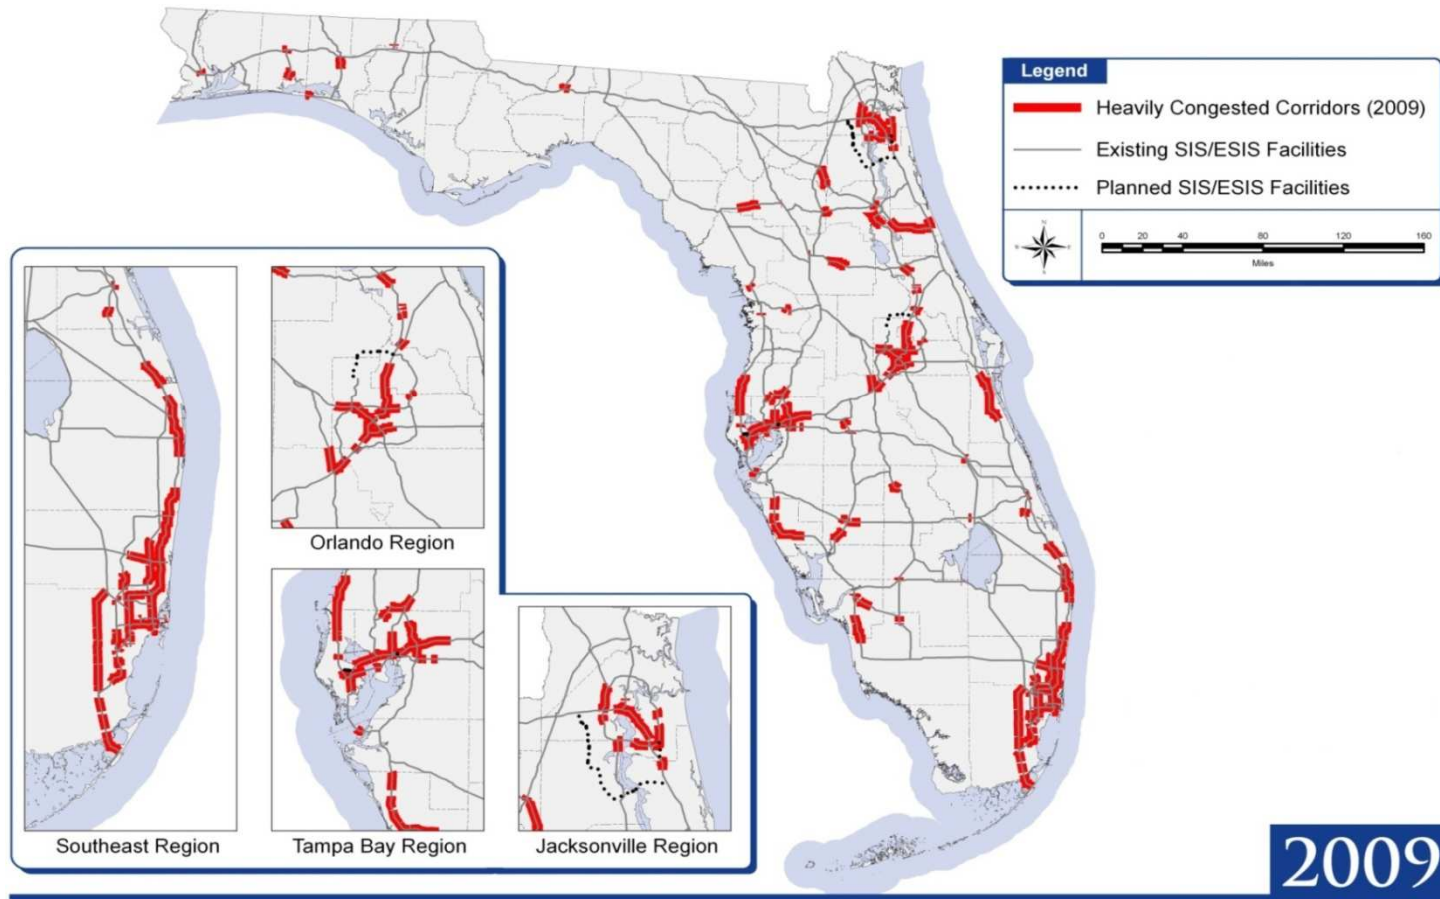 Legend
Heavily Congested Corridors (2009)
Existing SIS/ESIS Facilities
Planned SIS/ESIS Facilities
N
W E
S
0 20 40 80 120 160
Miles
Orlando Region
Southeast Region
Tampa Bay Region
Jacksonville Region
2009